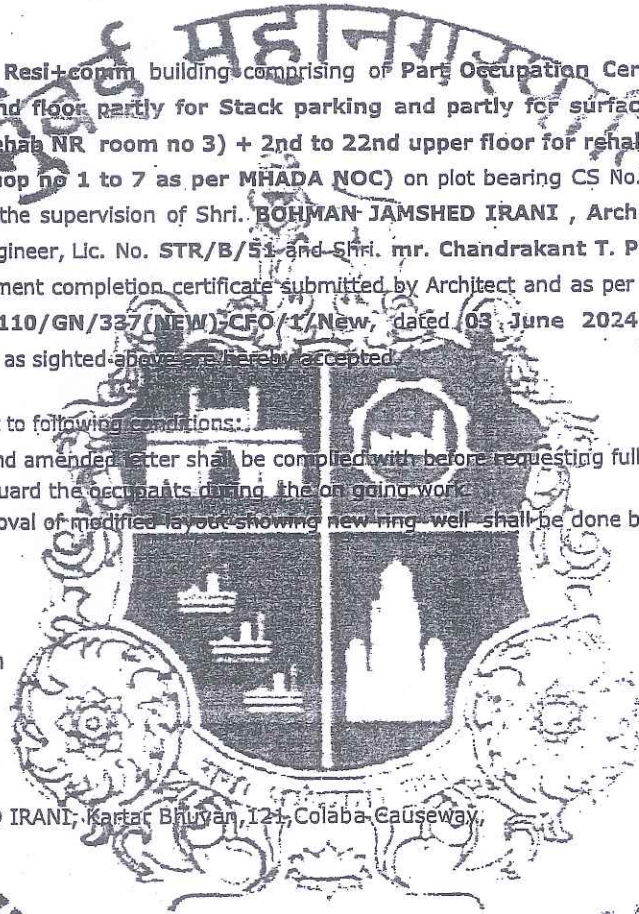 मुंबई महानगर
Resi+comm building comprising of Part Occupation Cer
nd floor partly for Stack parking and partly for surfac
ehab NR room no 3) + 2nd to 22nd upper floor for rehab
hop no 1 to 7 as per MHADA NOC) on plot bearing CS No.
the supervision of Shri. BOHMAN JAMSHED IRANI , Arch
gineer, Lic. No. STR/B/51 and Shri. mr. Chandrakant T. P
ment completion certificate submitted by Architect and as per
110/GN/337(NEW)-CFO/1/New, dated 03 June 2024
as sighted above are hereby accepted
t to following conditions:
nd amended letter shall be complied with before requesting full
uard the occupants during the on going work.
oval of modified layout showing new ring well shall be done b
n
D IRANI, Kartar Bhuvan,121,Colaba Causeway,